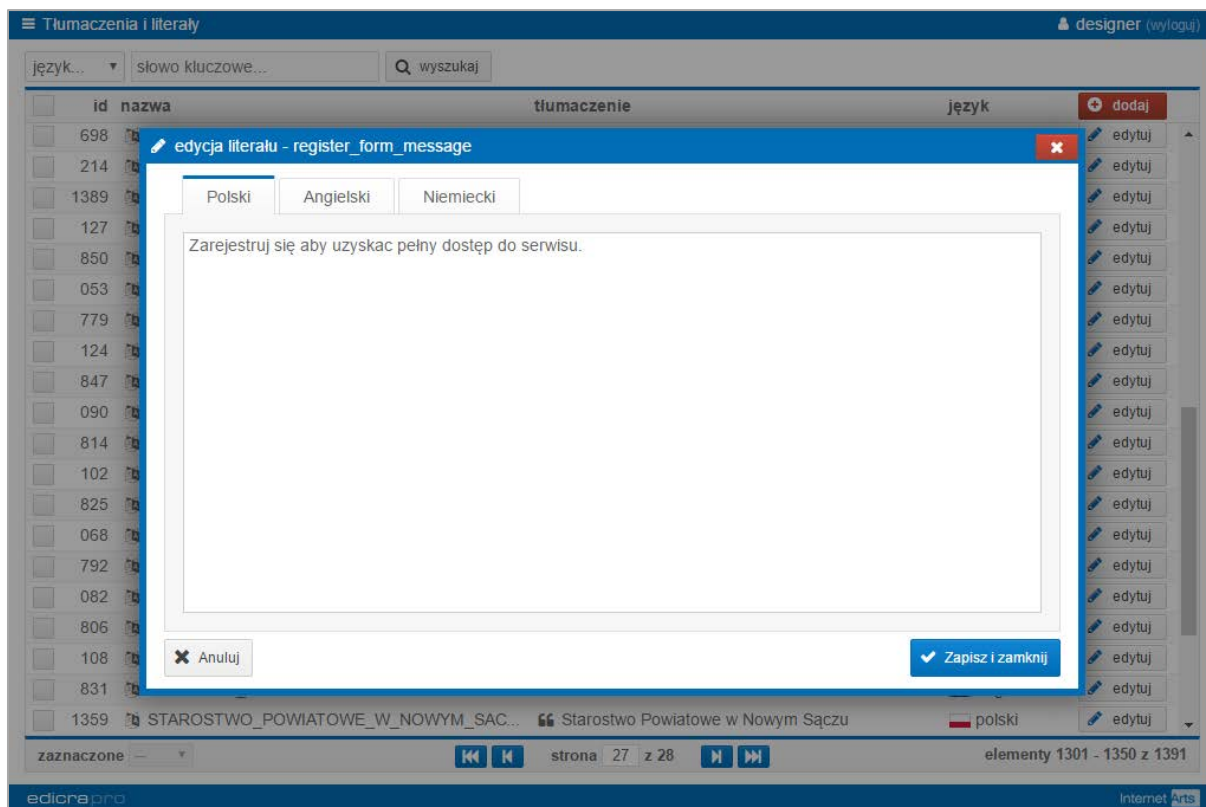 Tłumaczenia i literały designer (wyloguj)
język... słowo kluczowe... wyszukaj
id nazwa tłumaczenie język dodaj
698 edytuj
edycja literału - register_form_message
214 edytuj
1389 Polski Angielski Niemiecki edytuj
127 edytuj
Zarejestruj się aby uzyskac pełny dostęp do serwisu.
850 edytuj
053 edytuj
779 edytuj
124 edytuj
847 edytuj
090 edytuj
814 edytuj
102 edytuj
825 edytuj
068 edytuj
792 edytuj
082 edytuj
806 edytuj
108 Anuluj Zapisz i zamknij edytuj
831 edytuj
1359 STAROSTWO_POWIATOWE_W_NOWYM_SAC... Starostwo Powiatowe w Nowym Sączu polski edytuj
zaznaczone -- strona 27 z 28 elementy 1301 - 1350 z 1391
edicrapro Internet Arts